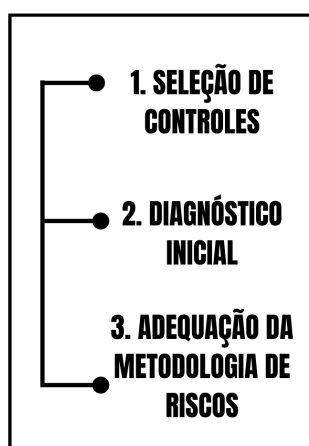 1. SELEÇÃO DE
CONTROLES
2. DIAGNÓSTICO
INICIAL
3. ADEQUAÇÃO DA
METODOLOGIA DE
RISCOS